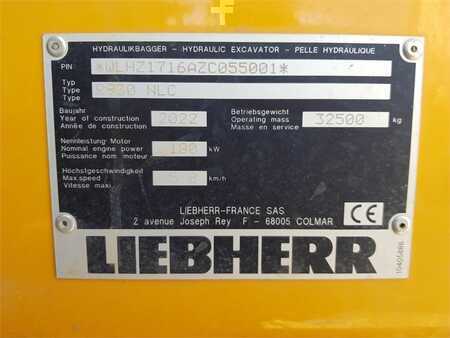 HYDRAULIKBAGGER - HYDRAULIC EXCAVATOR - PELLE HYDRAULIQUE
PIN *WLHZ1716AZC055001*
Typ
Type R930 NLC
Type
Baujahr
Year of construction 2022
Année de construction
Betriebsgewicht
Operating mass 32500 kg
Masse en service
Nennleistung Motor
Nominal engine power 190 kW
Puissance nom. moteur
Höchstgeschwindigkeit
Max.speed km/h
Vitesse maxi.
LIEBHERR-FRANCE SAS
2 avenue Joseph Rey F - 68005 COLMAR
CE
LIEBHERR